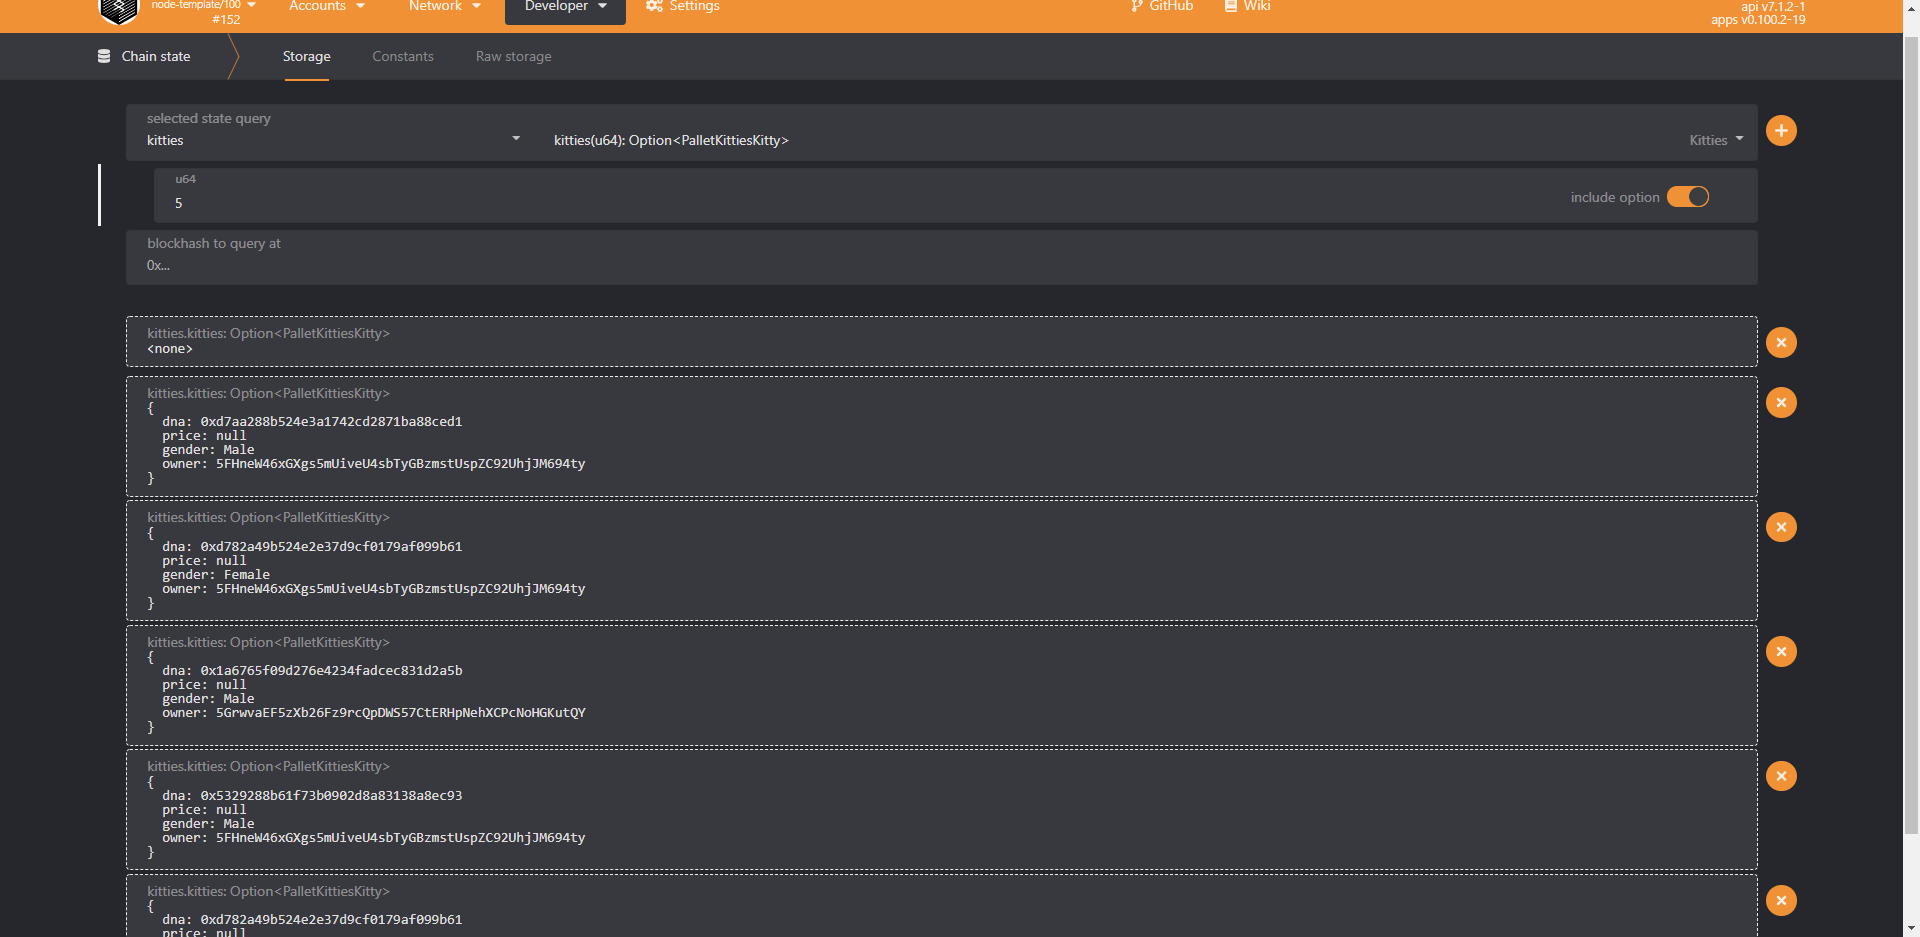 node-template/100
#152
Accounts
Network
Developer
Settings
GitHub
Wiki
api v7.1.2-1
apps v0.100.2-19
Chain state
Storage
Constants
Raw storage
selected state query
kitties
kitties(u64): Option<PalletKittiesKitty>
Kitties
u64
5
include option
blockhash to query at
0x...
kitties.kitties: Option<PalletKittiesKitty>
<none>
kitties.kitties: Option<PalletKittiesKitty>
{
dna: 0xd7aa288b524e3a1742cd2871ba88ced1
price: null
gender: Male
owner: 5FHneW46xGXgs5mUiveU4sbTyGBzmstUspZC92UhjJM694ty
}
kitties.kitties: Option<PalletKittiesKitty>
{
dna: 0xd782a49b524e2e37d9cf0179af099b61
price: null
gender: Female
owner: 5FHneW46xGXgs5mUiveU4sbTyGBzmstUspZC92UhjJM694ty
}
kitties.kitties: Option<PalletKittiesKitty>
{
dna: 0x1a6765f09d276e4234fadcec831d2a5b
price: null
gender: Male
owner: 5GrwvaEF5zXb26Fz9rcQpDWS57CtERHpNehXCPcNoHGKutQY
}
kitties.kitties: Option<PalletKittiesKitty>
{
dna: 0x5329288b61f73b0902d8a83138a8ec93
price: null
gender: Male
owner: 5FHneW46xGXgs5mUiveU4sbTyGBzmstUspZC92UhjJM694ty
}
kitties.kitties: Option<PalletKittiesKitty>
{
dna: 0xd782a49b524e2e37d9cf0179af099b61
price: null